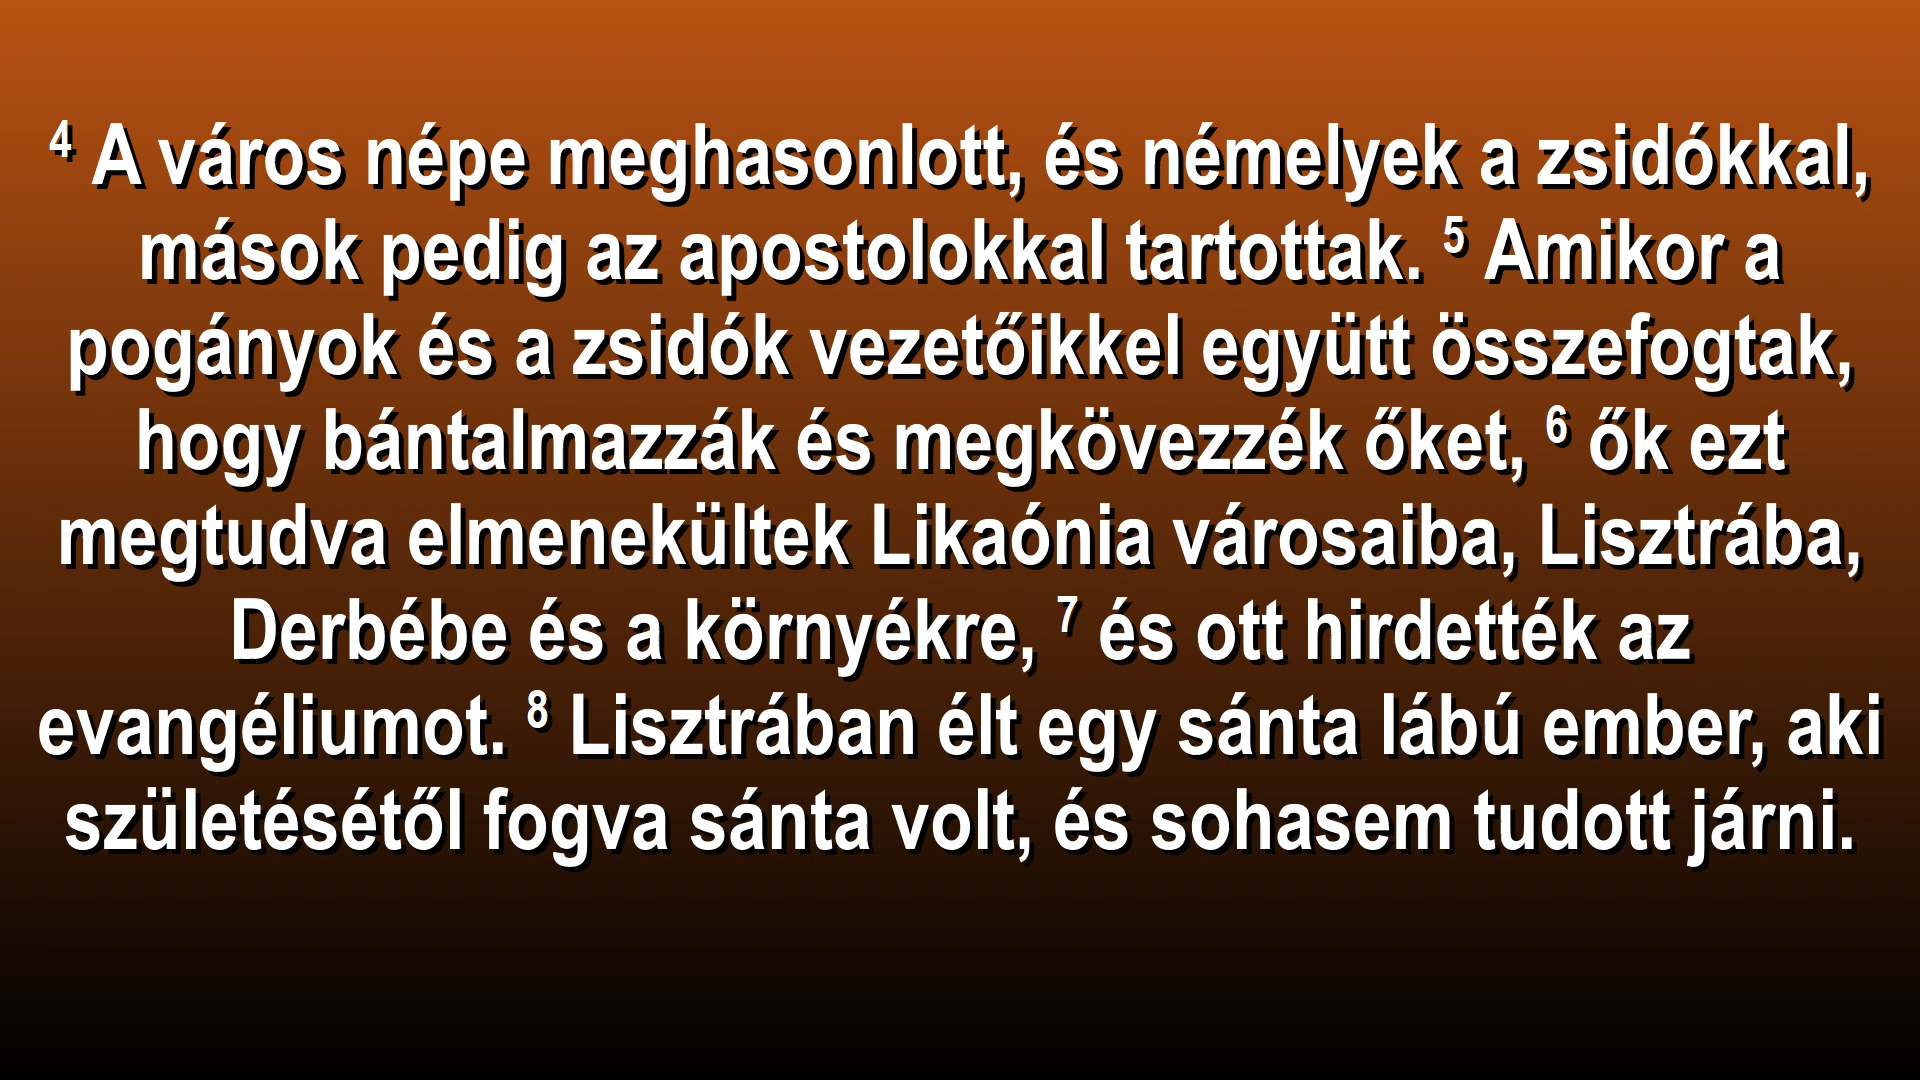 ⁴ A város népe meghasonlott, és némelyek a zsidókkal,
mások pedig az apostolokkal tartottak. ⁵ Amikor a
pogányok és a zsidók vezetőikkel együtt összefogtak,
hogy bántalmazzák és megkövezzék őket, ⁶ ők ezt
megtudva elmenekültek Likaónia városaiba, Lisztrába,
Derbébe és a környékre, ⁷ és ott hirdették az
evangéliumot. ⁸ Lisztrában élt egy sánta lábú ember, aki
születésétől fogva sánta volt, és sohasem tudott járni.